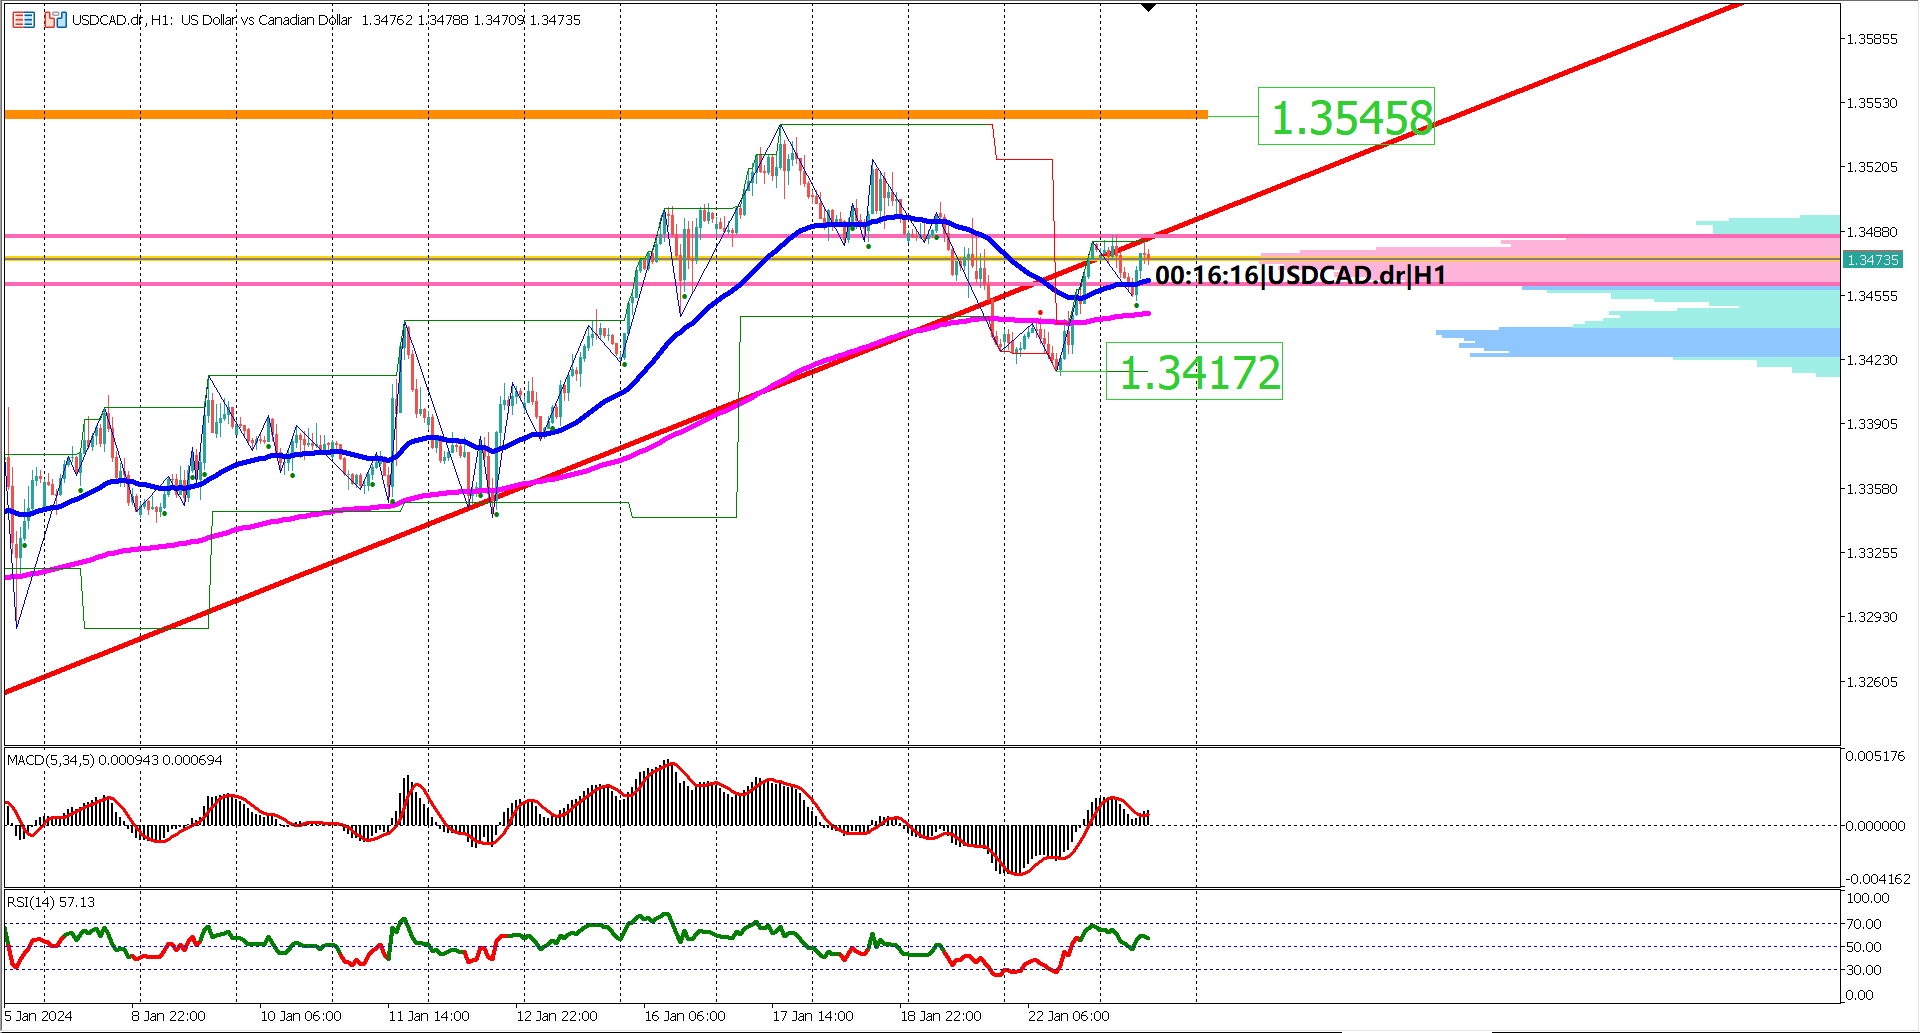 USDCAD.dr, H1:  US Dollar vs Canadian Dollar  1.34762 1.34788 1.34709 1.34735
1.35855
1.35530
1.35458
1.35205
1.34880
1.34735
00:16:16|USDCAD.dr|H1
1.34555
1.34230
1.34172
1.33905
1.33580
1.33255
1.32930
1.32605
MACD(5,34,5) 0.000943 0.000694
0.005176
0.000000
-0.004162
RSI(14) 57.13
100.00
70.00
50.00
30.00
0.00
5 Jan 2024
8 Jan 22:00
10 Jan 06:00
11 Jan 14:00
12 Jan 22:00
16 Jan 06:00
17 Jan 14:00
18 Jan 22:00
22 Jan 06:00